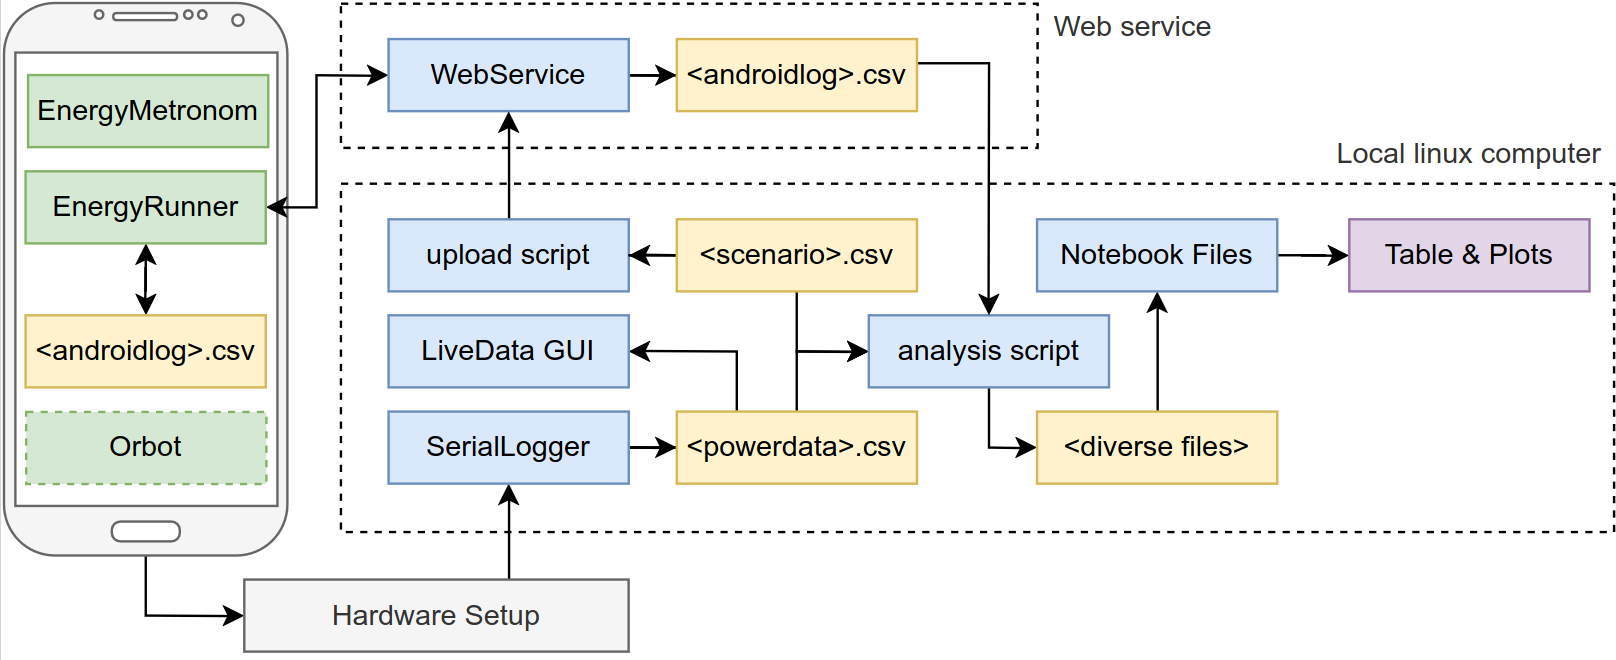 Web service
WebService
<androidlog>.csv
EnergyMetronom
EnergyRunner
<androidlog>.csv
Orbot
Local linux computer
upload script
<scenario>.csv
Notebook Files
Table & Plots
LiveData GUI
analysis script
SerialLogger
<powerdata>.csv
<diverse files>
Hardware Setup